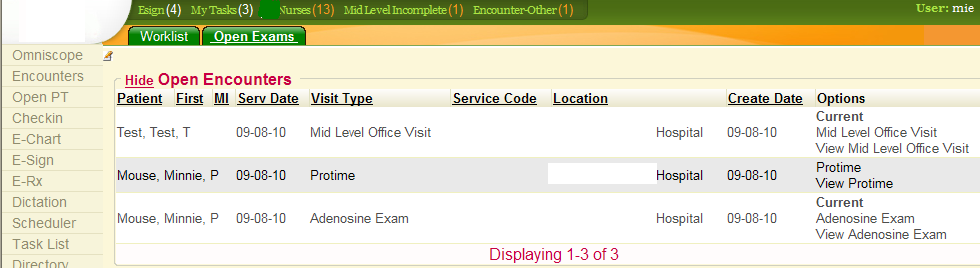 Esign (4) My Tasks (3) Nurses (13) Mid Level Incomplete (1) Encounter-Other (1) User: mie
Worklist Open Exams
Omniscope
Encounters
Open PT
Checkin
E-Chart
E-Sign
E-Rx
Dictation
Scheduler
Task List
Directory
Hide Open Encounters
Patient First MI Serv Date Visit Type Service Code Location Create Date Options
Current
Test, Test, T 09-08-10 Mid Level Office Visit Hospital 09-08-10 Mid Level Office Visit
View Mid Level Office Visit
Protime
Mouse, Minnie, P 09-08-10 Protime Hospital 09-08-10
View Protime
Current
Mouse, Minnie, P 09-08-10 Adenosine Exam Hospital 09-08-10 Adenosine Exam
View Adenosine Exam
Displaying 1-3 of 3